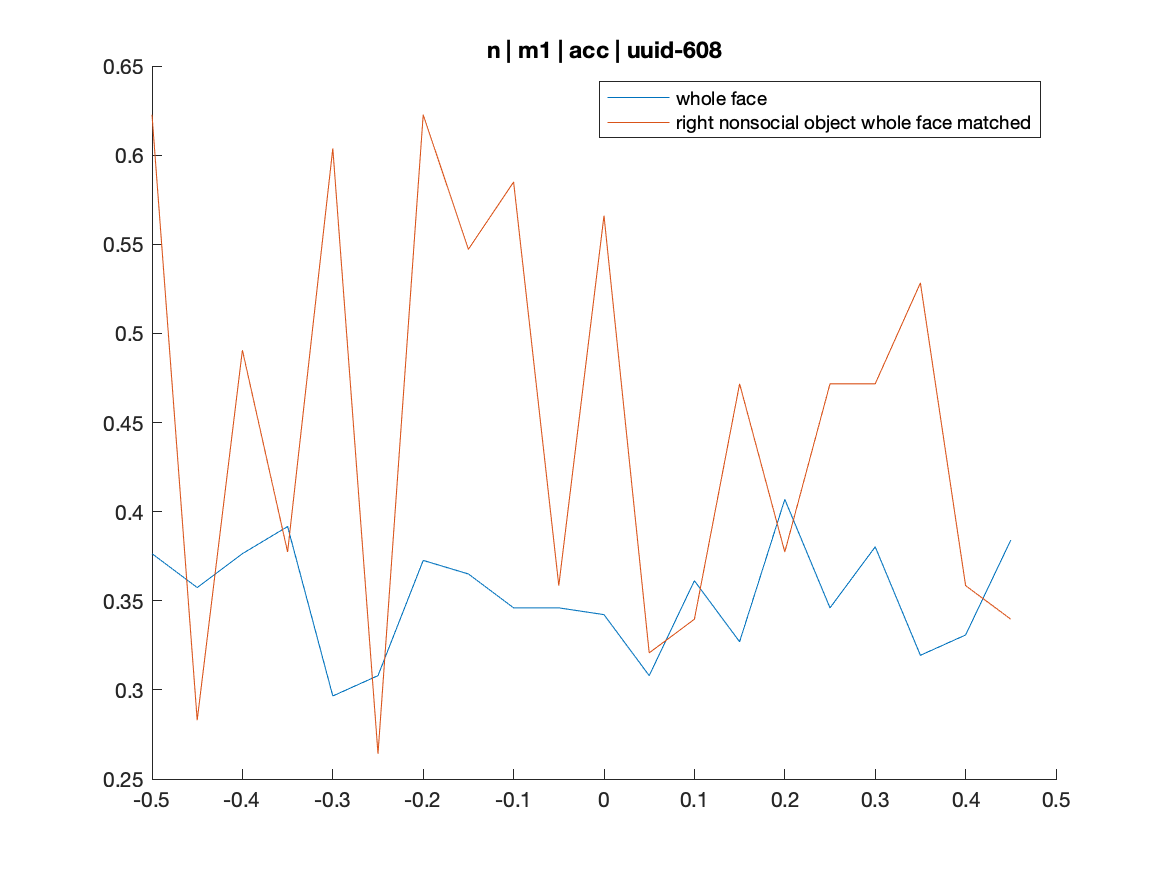 n | m1 | acc | uuid-608
whole face
right nonsocial object whole face matched
0.65
0.6
0.55
0.5
0.45
0.4
0.35
0.3
0.25
-0.5 -0.4 -0.3 -0.2 -0.1 0 0.1 0.2 0.3 0.4 0.5